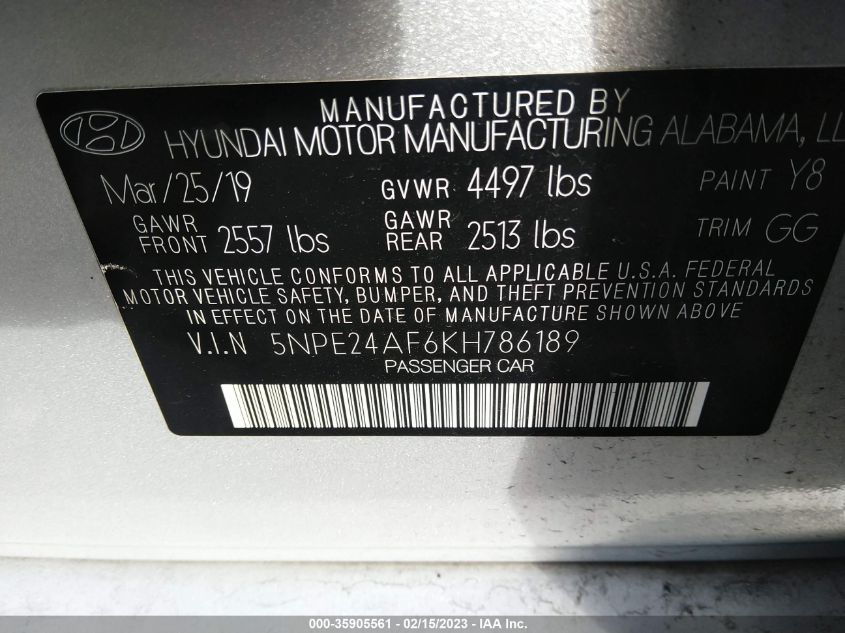 MANUFACTURED BY
HYUNDAI MOTOR MANUFACTURING ALABAMA, LL
Mar/25/19 GVWR 4497 lbs PAINT Y8
GAWR FRONT 2557 lbs GAWR REAR 2513 lbs TRIM GG
THIS VEHICLE CONFORMS TO ALL APPLICABLE U.S.A. FEDERAL
MOTOR VEHICLE SAFETY, BUMPER, AND THEFT PREVENTION STANDARDS
IN EFFECT ON THE DATE OF MANUFACTURE SHOWN ABOVE
V.I.N 5NPE24AF6KH786189
PASSENGER CAR
000-35905561 - 02/15/2023 - IAA Inc.